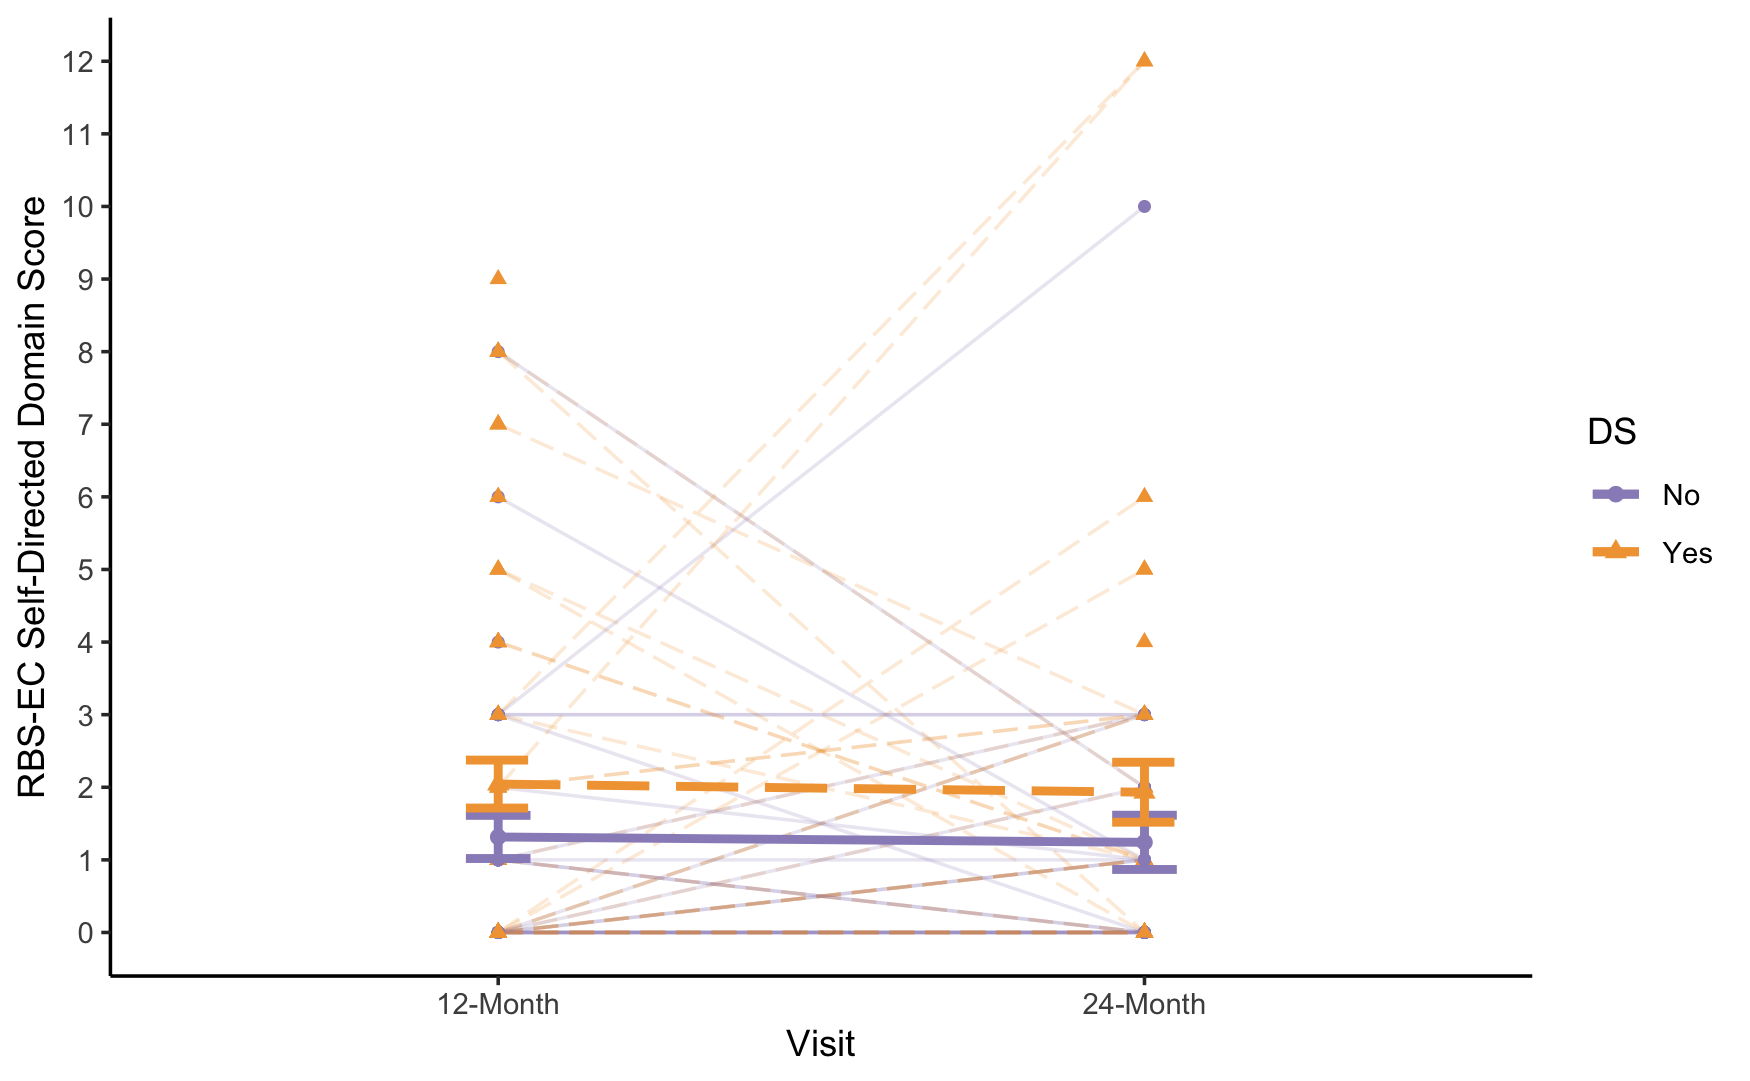 RBS-EC Self-Directed Domain Score
12
11
10
9
8
7
6
5
4
3
2
1
0
12-Month
24-Month
Visit
DS
No
Yes